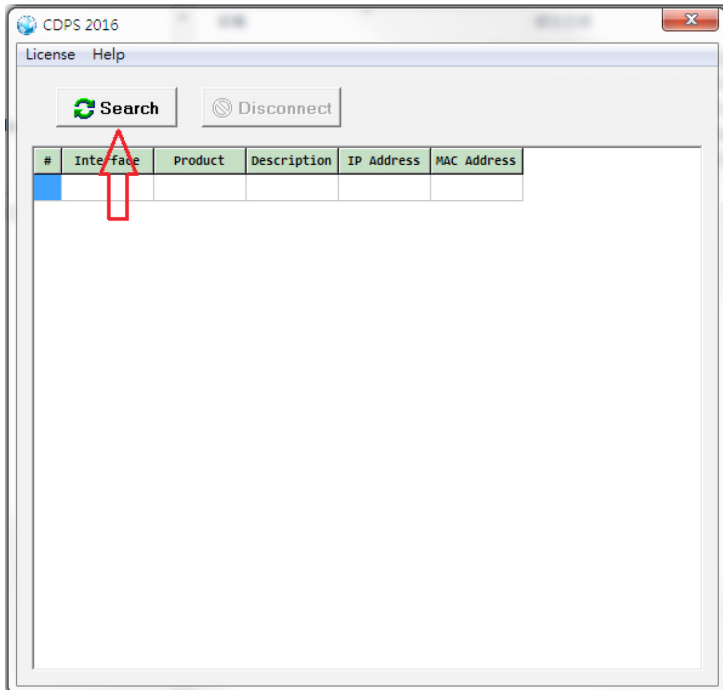 CDPS 2016
License Help
Search Disconnect
# Interface Product Description IP Address MAC Address